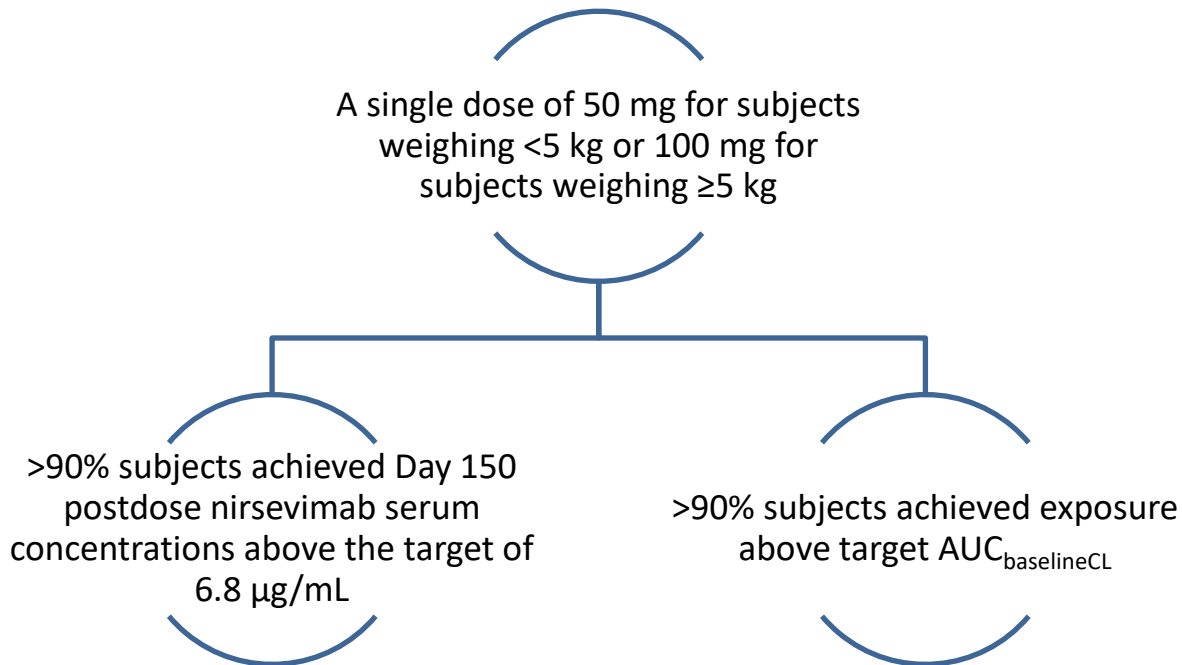 A single dose of 50 mg for subjects
weighing <5 kg or 100 mg for
subjects weighing ≥5 kg
>90% subjects achieved Day 150
postdose nirsevimab serum
concentrations above the target of
6.8 µg/mL
>90% subjects achieved exposure
above target AUCbaselineCL